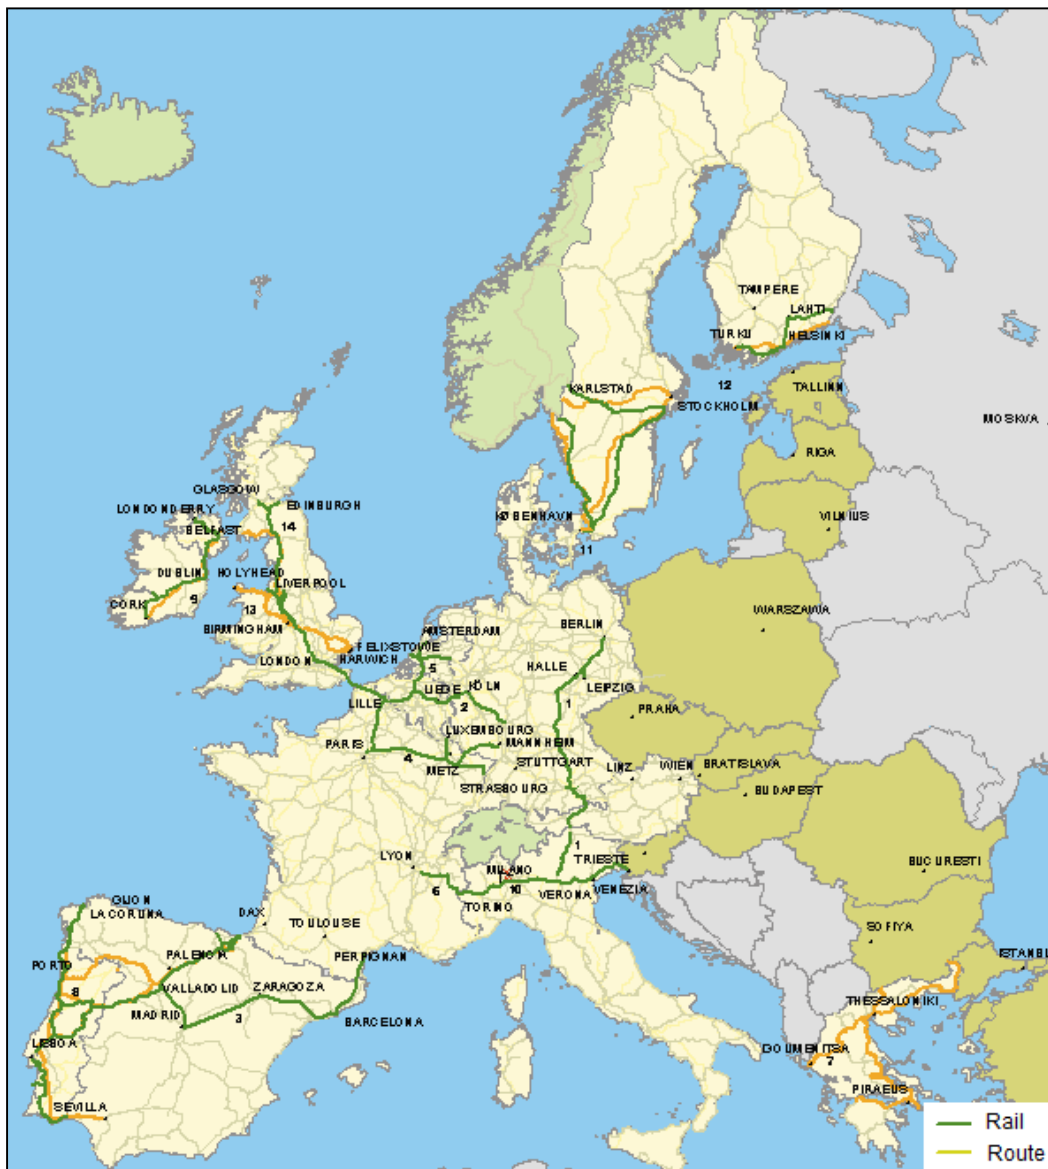 TAMPERE
LAHTI
TURKU
HELSINKI
KARLSTAD
12
TALLINN
STOCKHOLM
MOSKVA
RIGA
GLASGOW
LONDONDERRY
EDINBURGH
KØBENHAVN
VILNIUS
BELFAST
14
11
DUBLIN
HOLYHEAD
LIVERPOOL
CORK
9
13
WARSZAWA
BIRMINGHAM
AMSTERDAM
BERLIN
FELIXSTOWE
HARWICH
LONDON
5
HALLE
LIEGE
KÖLN
LEIPZIG
LILLE
2
1
PRAHA
LUXEMBOURG
PARIS
4
MANNHEIM
METZ
STUTTGART
LINZ
WIEN
BRATISLAVA
STRASBOURG
BUDAPEST
1
LYON
MILANO
TRIESTE
BUCURESTI
6
10
VERONA
VENEZIA
TORINO
GIJON
LA CORUNA
DAX
TOULOUSE
SOFIYA
PORTO
PALENCIA
PERPIGNAN
8
VALLADOLID
ZARAGOZA
THESSALONIKI
MADRID
3
BARCELONA
LISBOA
7
PIRAEUS
SEVILLA
Rail
Route